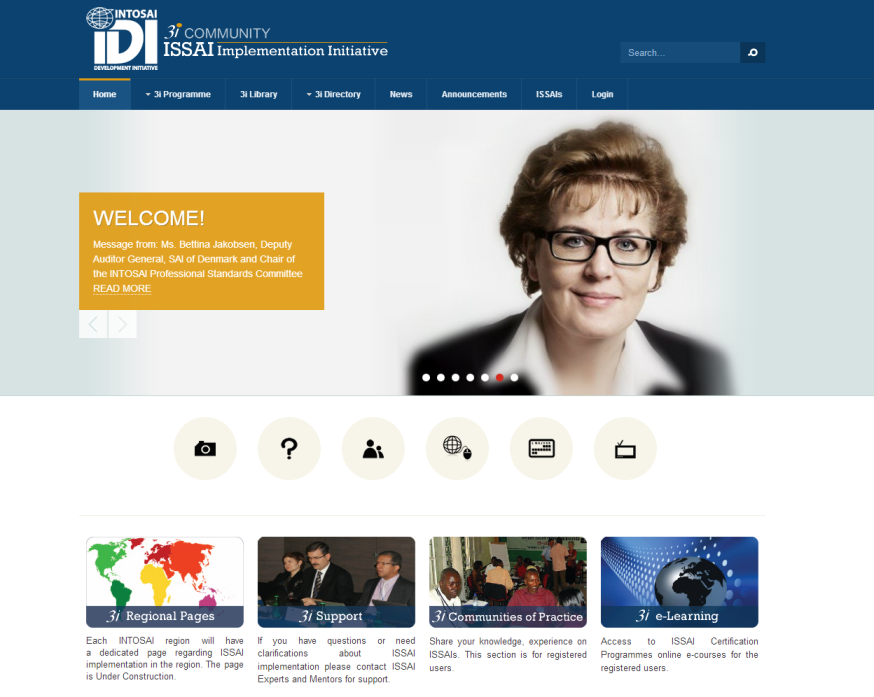 INTOSAI
IDI
DEVELOPMENT INITIATIVE
3i COMMUNITY
ISSAI Implementation Initiative
Search...
Home
3i Programme
3i Library
3i Directory
News
Announcements
ISSAIs
Login
WELCOME!
Message from: Ms. Bettina Jakobsen, Deputy
Auditor General, SAI of Denmark and Chair of
the INTOSAI Professional Standards Committee
READ MORE
3i Regional Pages
Each INTOSAI region will have
a dedicated page regarding ISSAI
implementation in the region. The page
is Under Construction.
3i Support
If you have questions or need
clarifications about ISSAI
implementation please contact ISSAI
Experts and Mentors for support.
3i Communities of Practice
Share your knowledge, experience on
ISSAIs. This section is for registered
users.
3i e-Learning
Access to ISSAI Certification
Programmes online e-courses for the
registered users.